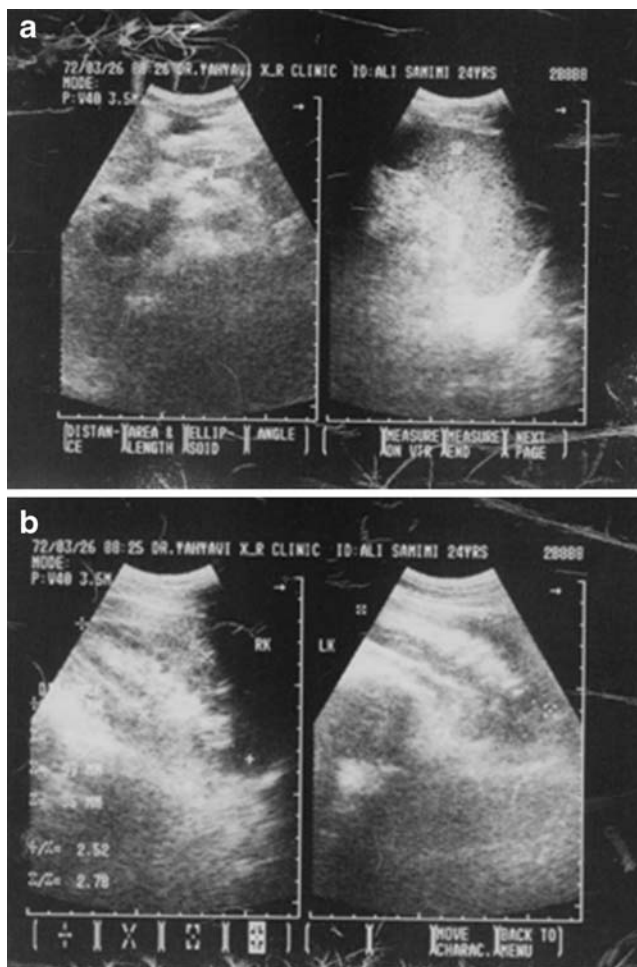 a
72/03/26 08:26 DR.YAHYAVI X_R CLINIC ID:ALI SAMIMI 24YRS 28888
MODE:
P:V40 3.5M
DISTAN-CE AREA & LENGTH ELLIP-SOID ANGLE MEASURE ON VTR MEASURE END NEXT PAGE
b
72/03/26 08:25 DR.YAHYAVI X_R CLINIC ID:ALI SAMIMI 24YRS 28888
MODE:
P:V40 3.5M
RK LK
2.52
2.78
MOVE CHARAC. BACK TO MENU